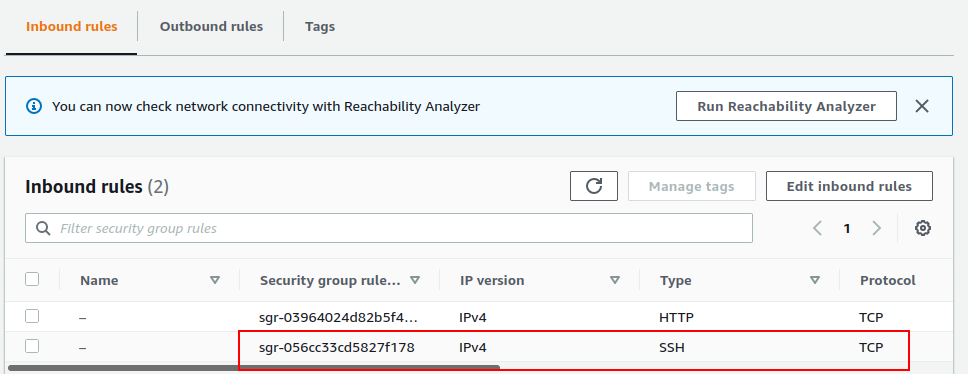 Inbound rules Outbound rules Tags
You can now check network connectivity with Reachability Analyzer Run Reachability Analyzer
Inbound rules (2) Manage tags Edit inbound rules
Filter security group rules 1
Name Security group rule... IP version Type Protocol
– sgr-03964024d82b5f4... IPv4 HTTP TCP
– sgr-056cc33cd5827f178 IPv4 SSH TCP